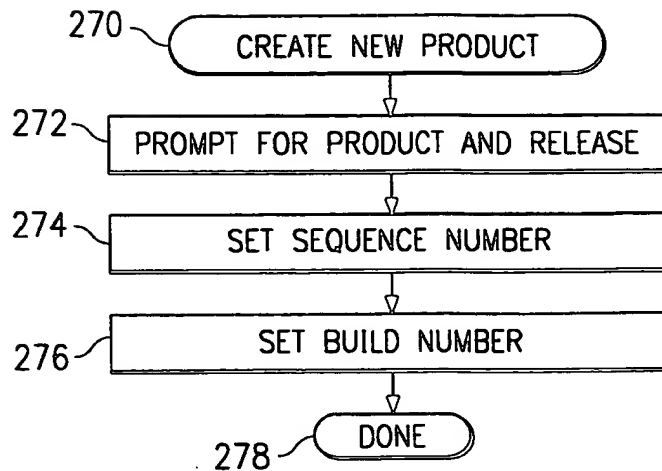 270
CREATE NEW PRODUCT
272
PROMPT FOR PRODUCT AND RELEASE
274
SET SEQUENCE NUMBER
276
SET BUILD NUMBER
278
DONE